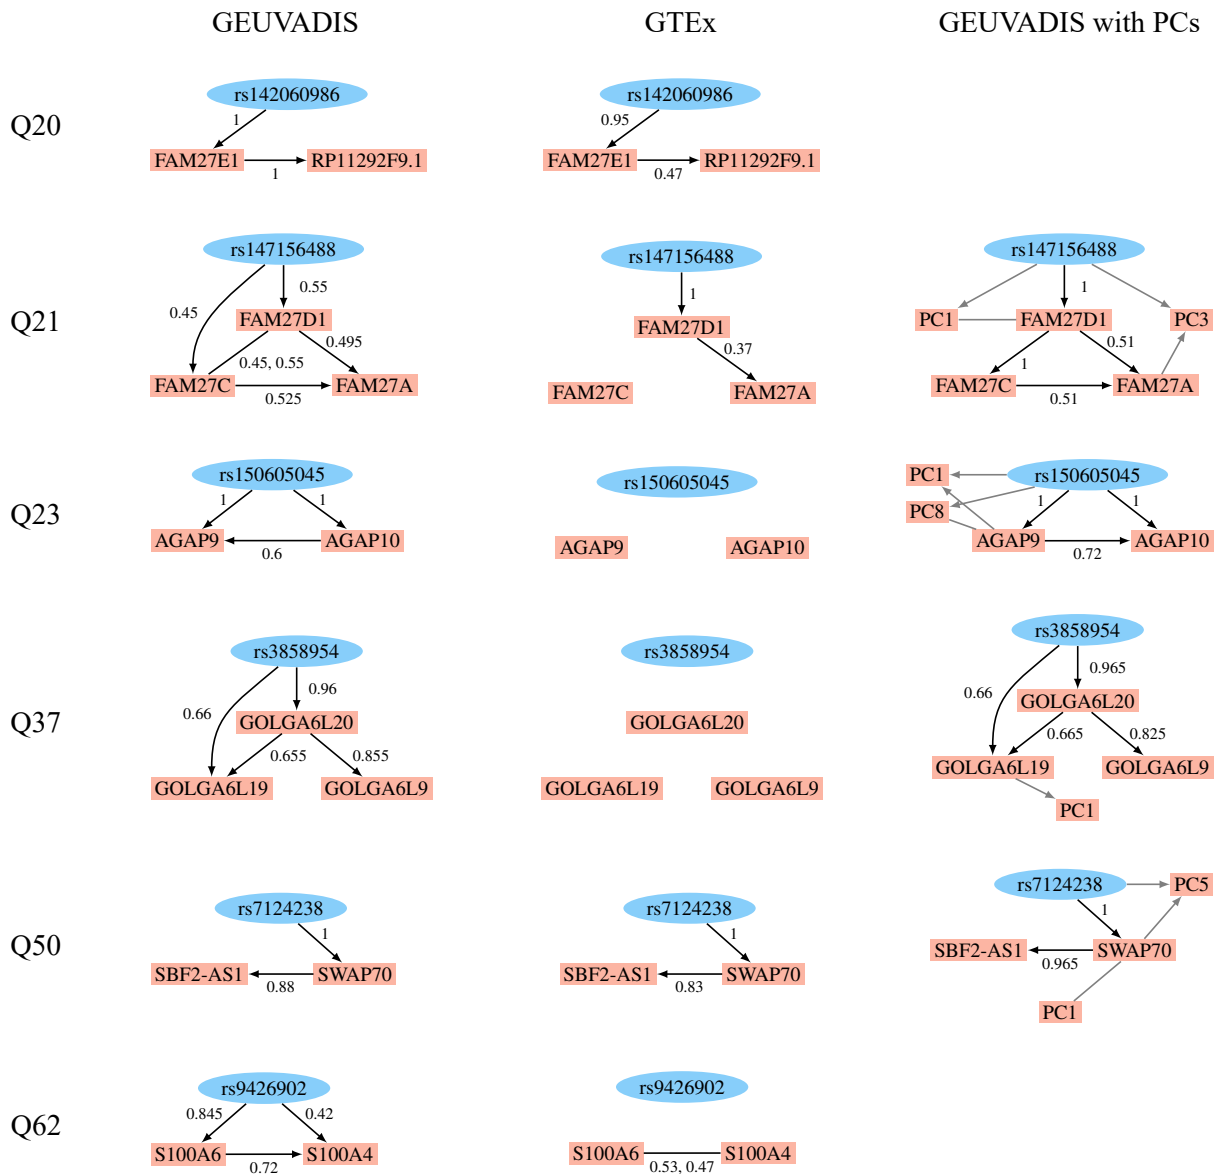 GEUVADIS GTEx GEUVADIS with PCs
Q20
rs142060986 rs142060986
1 0.95
FAM27E1 RP11292F9.1 FAM27E1 RP11292F9.1
1 0.47
Q21
rs147156488 rs147156488 rs147156488
0.55 1 1
0.45
FAM27D1 FAM27D1 PC1 FAM27D1 PC3
0.495 0.37 0.51
0.45, 0.55 1
FAM27C FAM27A FAM27C FAM27A FAM27C FAM27A
0.525 0.51
Q23
rs150605045 rs150605045 PC1 rs150605045
1 1 PC8 1 1
AGAP9 AGAP10 AGAP9 AGAP10 AGAP9 AGAP10
0.6 0.72
Q37
rs3858954 rs3858954 rs3858954
0.96 0.965
0.66 0.66
GOLGA6L20 GOLGA6L20 GOLGA6L20
0.655 0.855 0.665 0.825
GOLGA6L19 GOLGA6L9 GOLGA6L19 GOLGA6L9 GOLGA6L19 GOLGA6L9
PC1
Q50
rs7124238 rs7124238 rs7124238 PC5
1 1 1
SBF2-AS1 SWAP70 SBF2-AS1 SWAP70 SBF2-AS1 SWAP70
0.88 0.83 0.965
PC1
Q62
rs9426902 rs9426902
0.845 0.42
S100A6 S100A4 S100A6 S100A4
0.72 0.53, 0.47